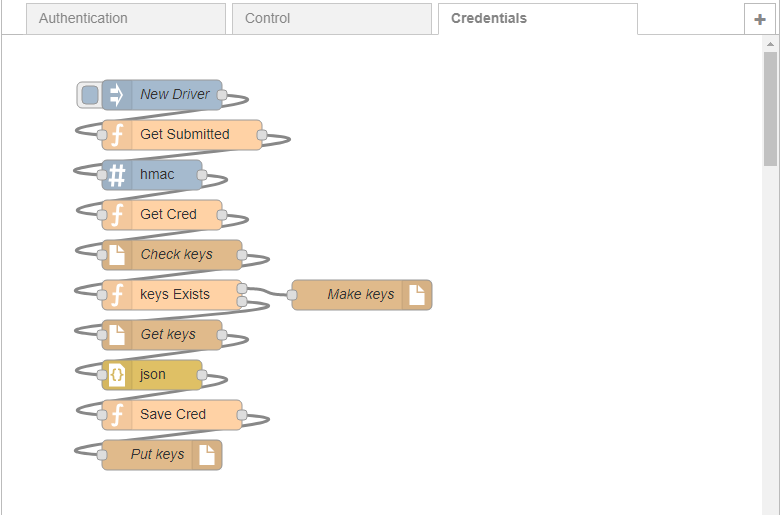 Authentication
Control
Credentials
+
New Driver
Get Submitted
# hmac
Get Cred
Check keys
keys Exists
Make keys
Get keys
{} json
Save Cred
Put keys